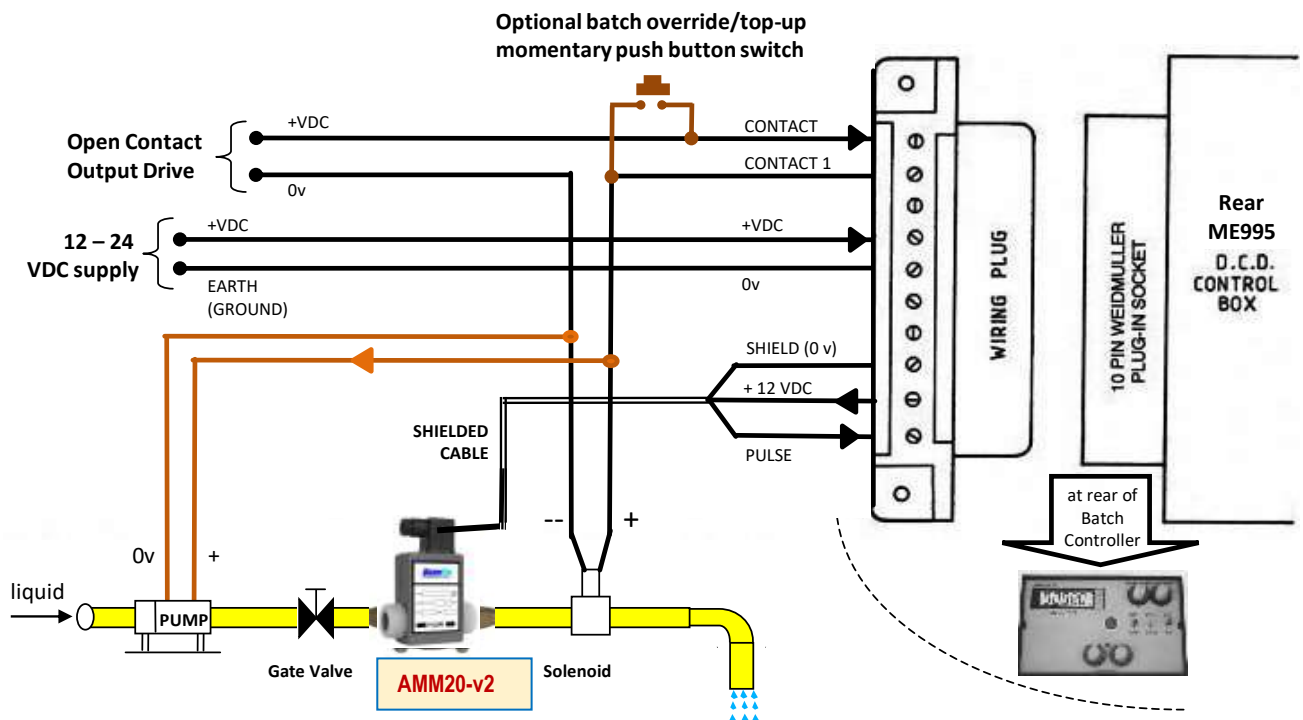 Optional batch override/top-up
momentary push button switch
Open Contact
Output Drive
+VDC
0v
CONTACT
CONTACT 1
12 – 24
VDC supply
+VDC
EARTH
(GROUND)
+VDC
0v
SHIELD (0 v)
+ 12 VDC
PULSE
SHIELDED
CABLE
WIRING PLUG
10 PIN WEIDMULLER
PLUG-IN SOCKET
Rear
ME995
D.C.D.
CONTROL
BOX
at rear of
Batch
Controller
--
+
0v
+
liquid
PUMP
Gate Valve
AMM20-v2
Solenoid